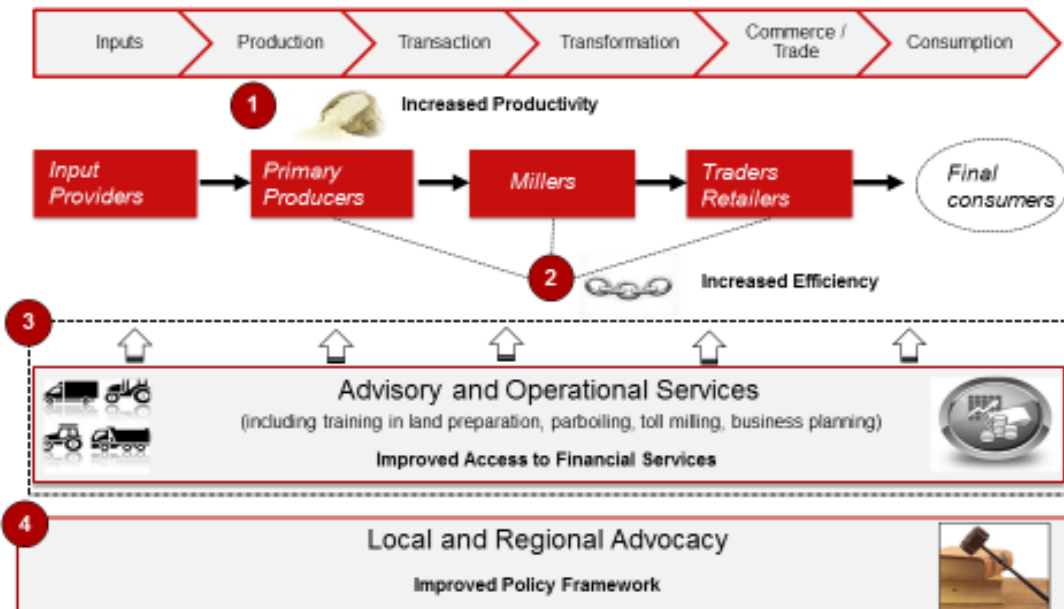 Inputs
Production
Transaction
Transformation
Commerce /
Trade
Consumption
1
Increased Productivity
Input
Providers
Primary
Producers
Millers
Traders
Retailers
Final
consumers
2
Increased Efficiency
3
Advisory and Operational Services
(including training in land preparation, parboiling, toll milling, business planning)
Improved Access to Financial Services
4
Local and Regional Advocacy
Improved Policy Framework